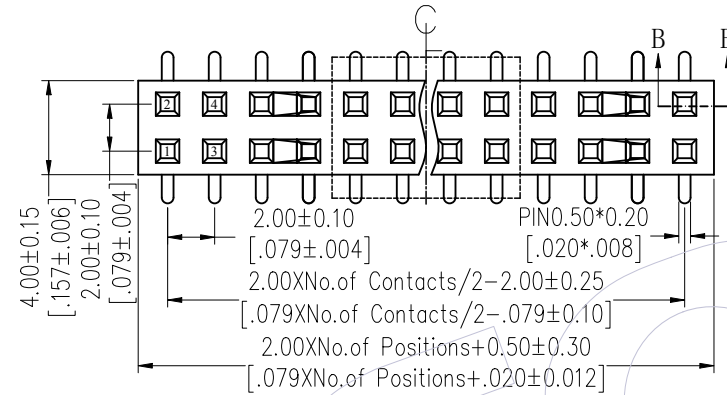 C
B
2
4
1
3
4.00±0.15
[.157±.006]
2.00±0.10
[.079±.004]
2.00±0.10
[.079±.004]
PIN0.50*0.20
[.020*.008]
2.00XNo.of Contacts/2-2.00±0.25
[.079XNo.of Contacts/2-.079±0.10]
2.00XNo.of Positions+0.50±0.30
[.079XNo.of Positions+.020±0.012]